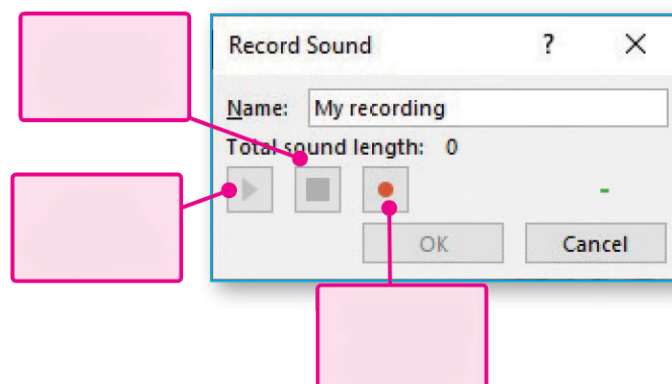 Record Sound ?
Name: My recording
Total sound length: 0
OK Cancel